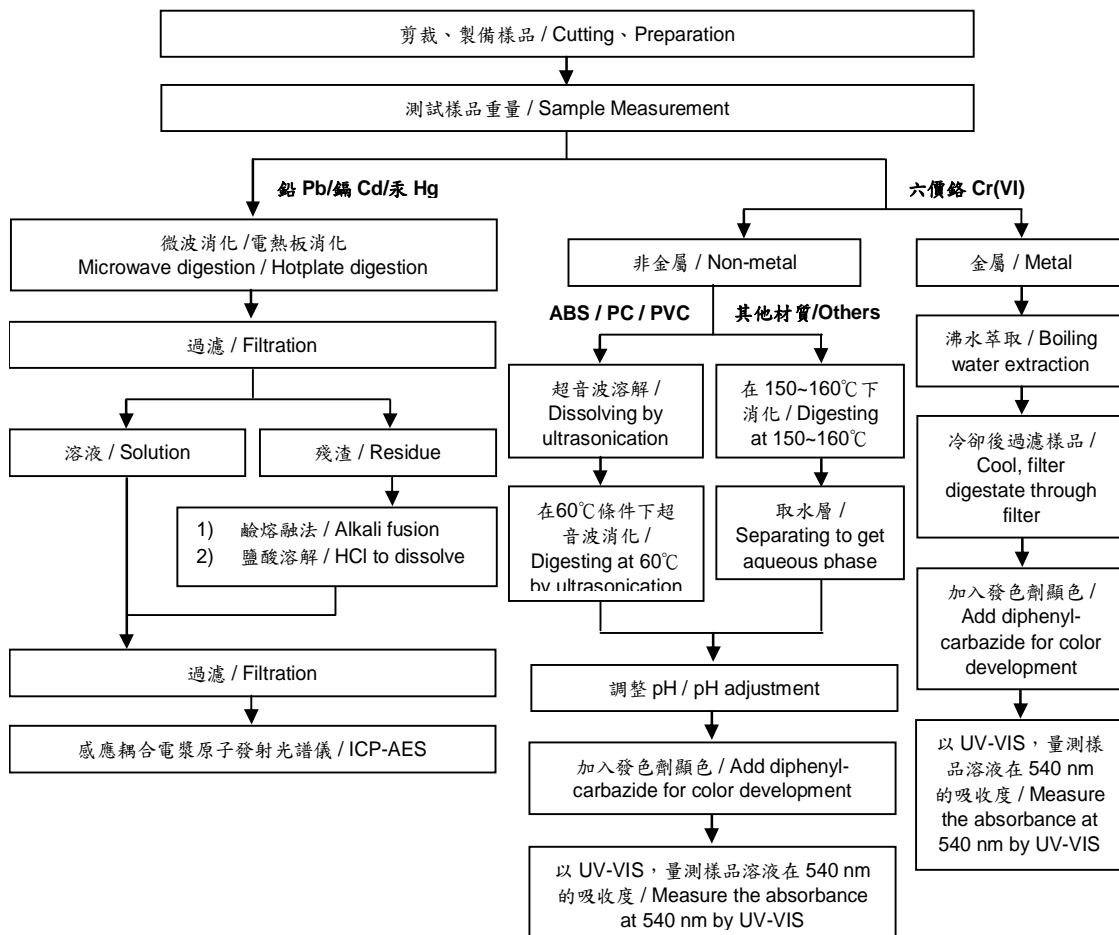 剪裁、製備樣品 / Cutting、Preparation
測試樣品重量 / Sample Measurement
鉛 Pb/鎘 Cd/汞 Hg
微波消化 /電熱板消化
Microwave digestion / Hotplate digestion
過濾 / Filtration
溶液 / Solution
殘渣 / Residue
1) 鹼熔融法 / Alkali fusion
2) 鹽酸溶解 / HCl to dissolve
過濾 / Filtration
感應耦合電漿原子發射光譜儀 / ICP-AES
六價鉻 Cr(VI)
非金屬 / Non-metal
ABS / PC / PVC
超音波溶解 /
Dissolving by
ultrasonication
在60℃條件下超
音波消化 /
Digesting at 60℃
by ultrasonication
其他材質/Others
在 150~160℃下
消化 / Digesting
at 150~160℃
取水層 /
Separating to get
aqueous phase
調整 pH / pH adjustment
加入發色劑顯色 / Add diphenyl-
carbazide for color development
以 UV-VIS，量測樣品溶液在 540 nm
的吸收度 / Measure the absorbance
at 540 nm by UV-VIS
金屬 / Metal
沸水萃取 / Boiling
water extraction
冷卻後過濾樣品 /
Cool, filter
digestate through
filter
加入發色劑顯色 /
Add diphenyl-
carbazide for color
development
以 UV-VIS，量測樣
品溶液在 540 nm
的吸收度 / Measure
the absorbance at
540 nm by UV-VIS